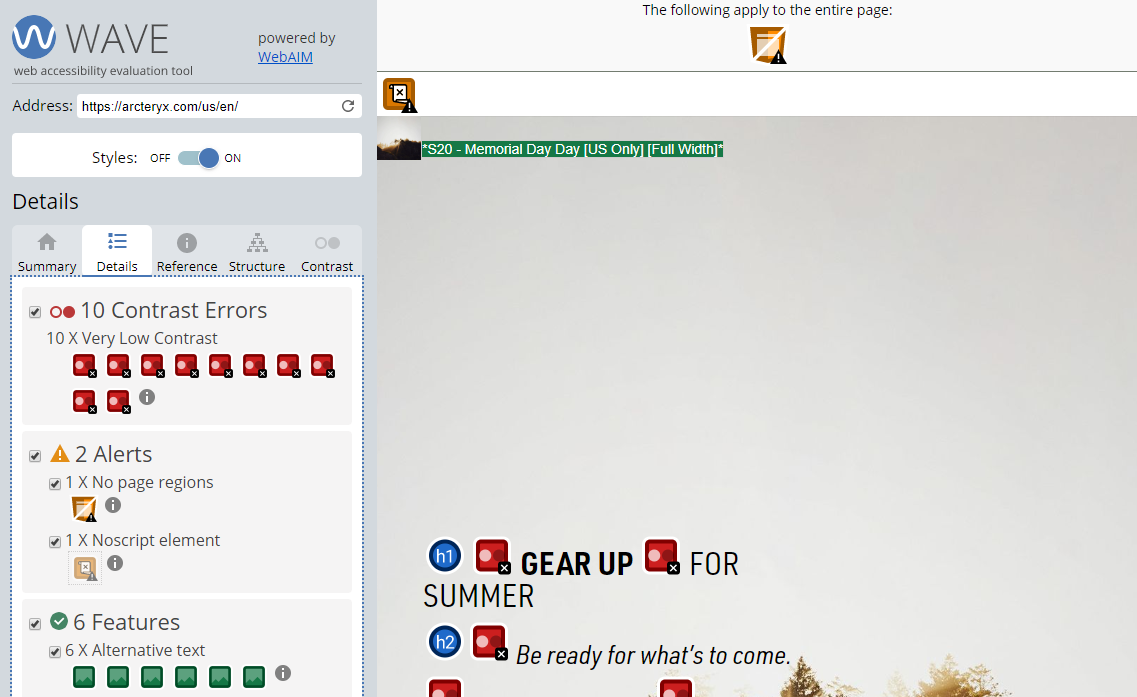 WAVE
web accessibility evaluation tool
powered by
WebAIM
Address: https://arcteryx.com/us/en/
Styles: OFF ON
Details
Summary Details Reference Structure Contrast
10 Contrast Errors
10 X Very Low Contrast
2 Alerts
1 X No page regions
1 X Noscript element
6 Features
6 X Alternative text
The following apply to the entire page:
*S20 - Memorial Day Day [US Only] [Full Width]*
h1 GEAR UP FOR
SUMMER
h2 Be ready for what's to come.